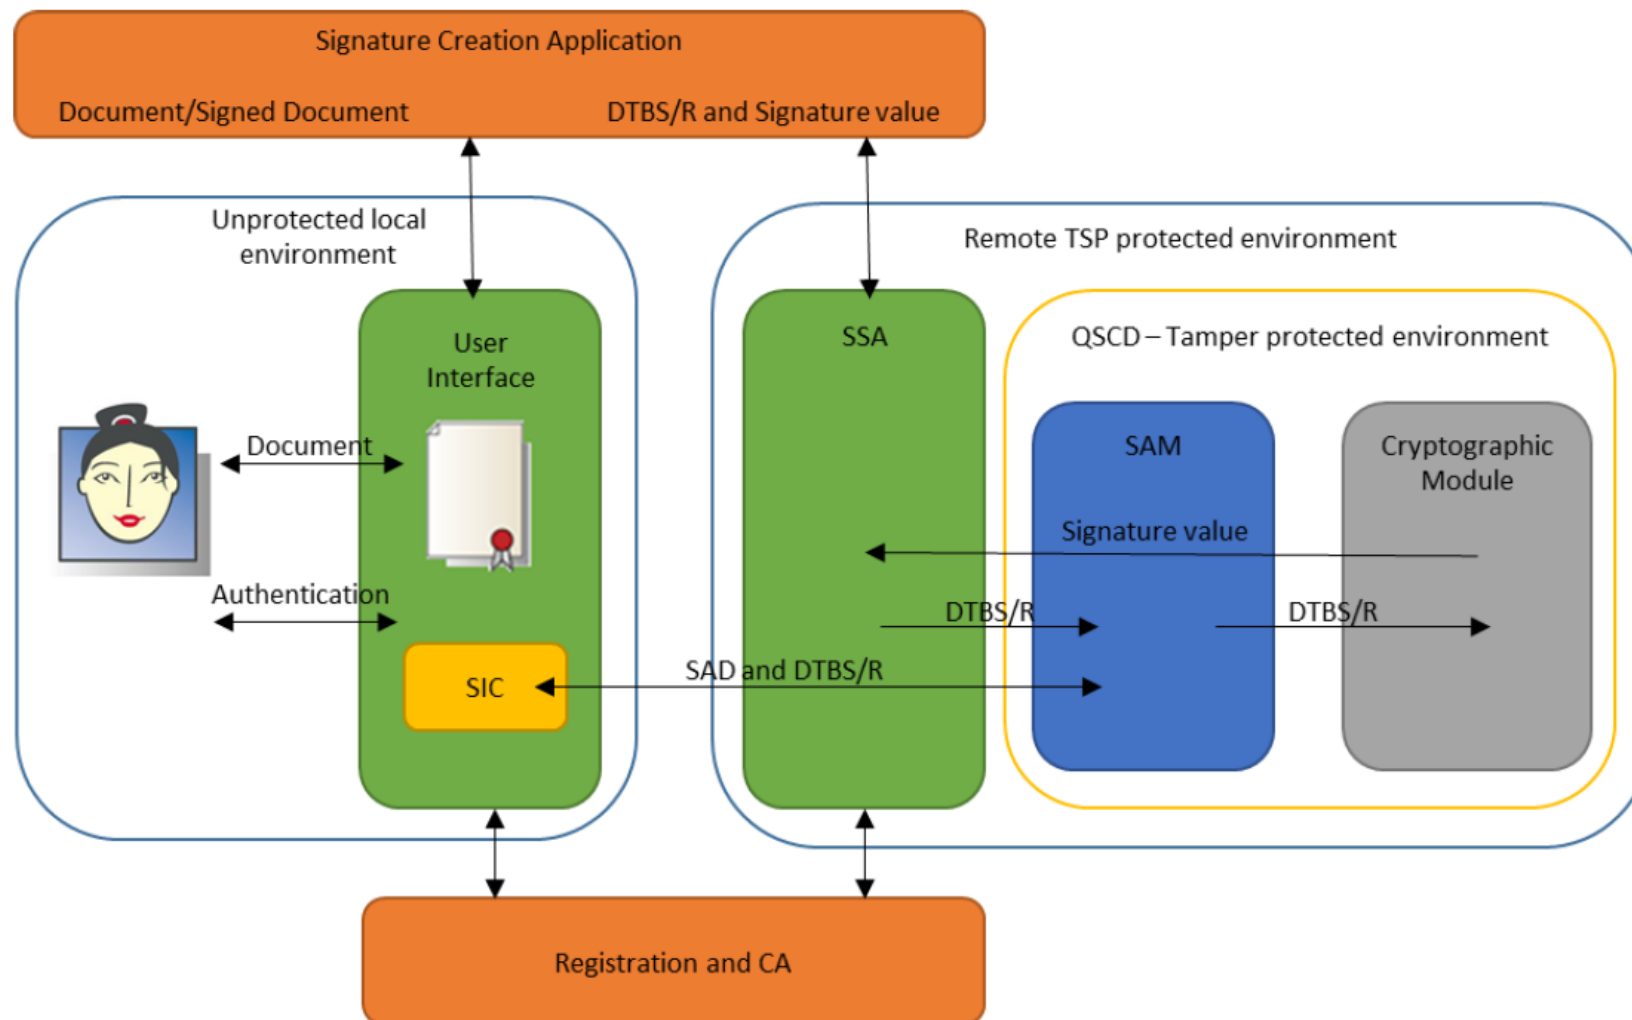 Signature Creation Application
Document/Signed Document
DTBS/R and Signature value
Unprotected local
environment
Remote TSP protected environment
User
Interface
SSA
QSCD – Tamper protected environment
SAM
Cryptographic
Module
Document
Signature value
Authentication
DTBS/R
DTBS/R
SIC
SAD and DTBS/R
Registration and CA